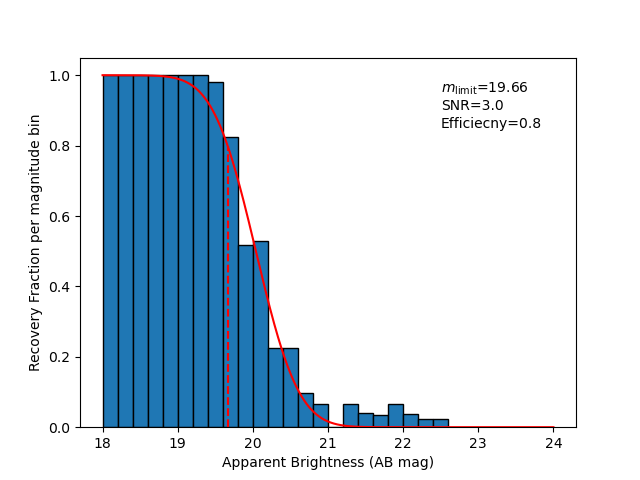 1.0
0.8
0.6
0.4
0.2
0.0
Recovery Fraction per magnitude bin
m_limit=19.66
SNR=3.0
Efficiecny=0.8
18 19 20 21 22 23 24
Apparent Brightness (AB mag)